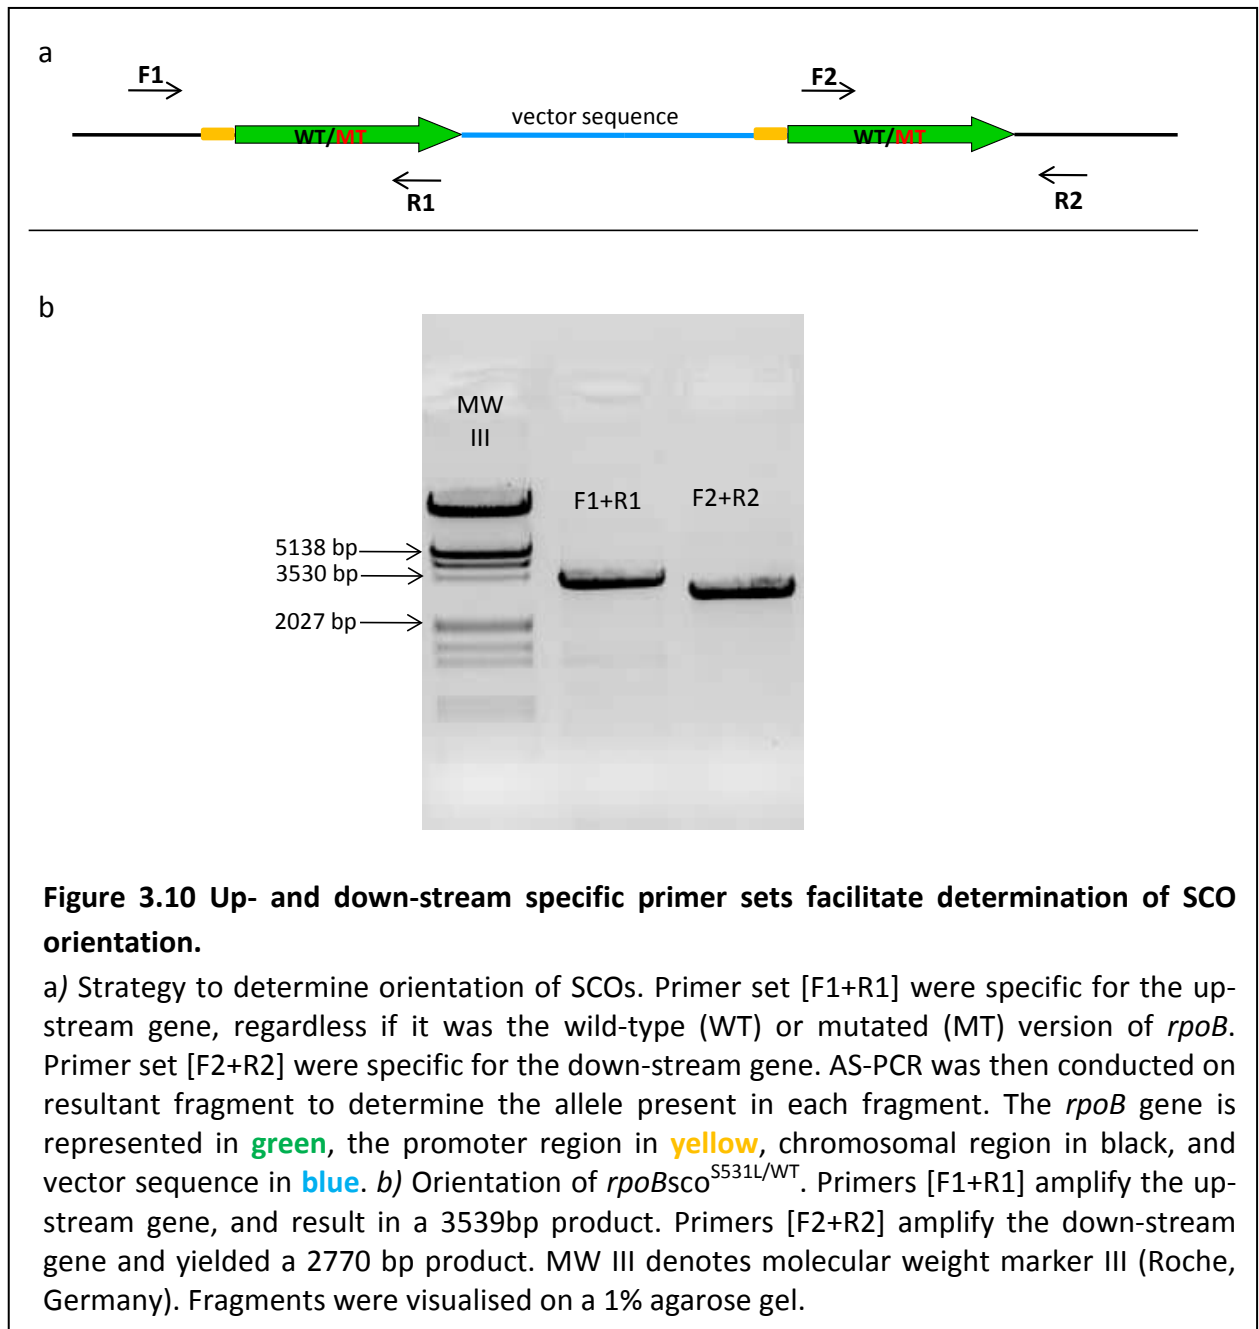 a
F1
F2
vector sequence
WT/MT
WT/MT
R1
R2
b
MW
III
F1+R1
F2+R2
5138 bp
3530 bp
2027 bp
Figure 3.10 Up- and down-stream specific primer sets facilitate determination of SCO
orientation.
a) Strategy to determine orientation of SCOs. Primer set [F1+R1] were specific for the up-
stream gene, regardless if it was the wild-type (WT) or mutated (MT) version of rpoB.
Primer set [F2+R2] were specific for the down-stream gene. AS-PCR was then conducted on
resultant fragment to determine the allele present in each fragment. The rpoB gene is
represented in green, the promoter region in yellow, chromosomal region in black, and
vector sequence in blue. b) Orientation of rpoBsco^S531L/WT. Primers [F1+R1] amplify the up-
stream gene, and result in a 3539bp product. Primers [F2+R2] amplify the down-stream
gene and yielded a 2770 bp product. MW III denotes molecular weight marker III (Roche,
Germany). Fragments were visualised on a 1% agarose gel.